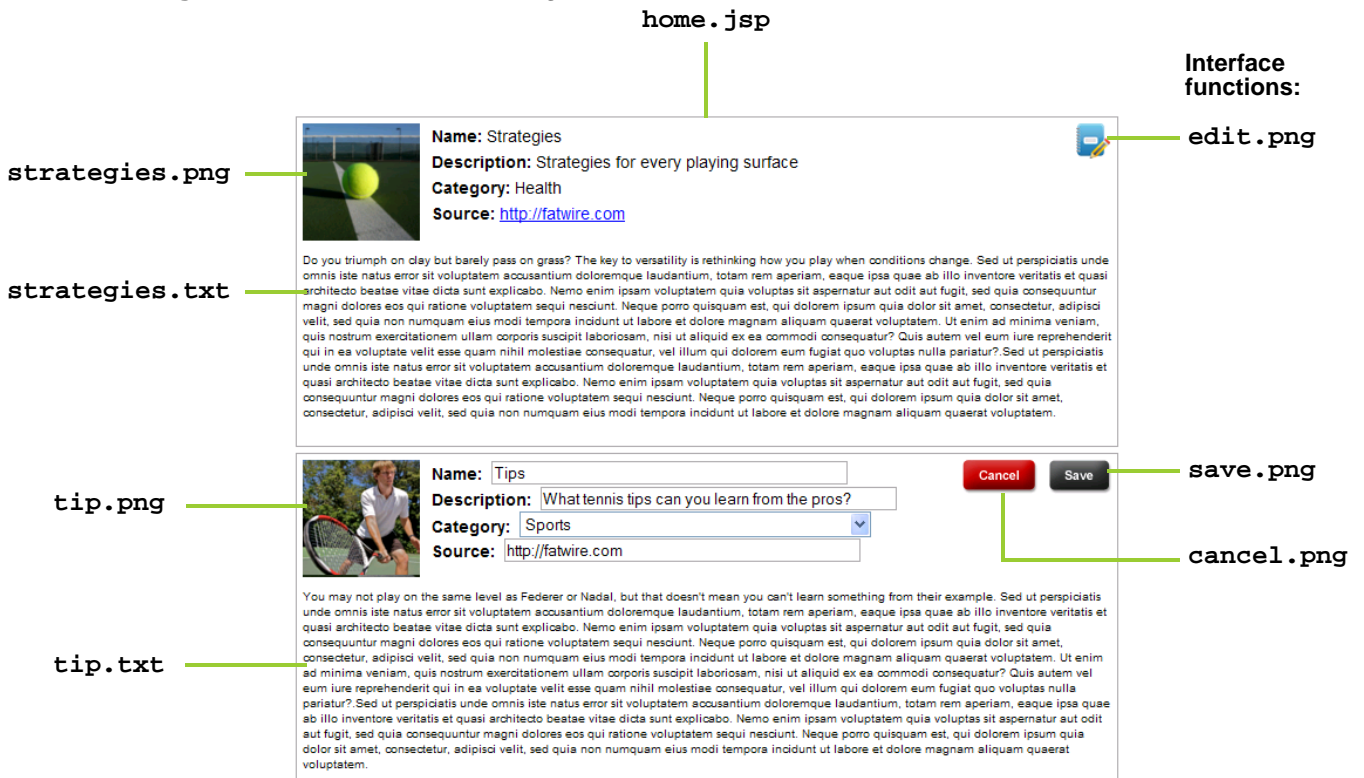 home.jsp
Interface
functions:
edit.png
strategies.png
Name: Strategies
Description: Strategies for every playing surface
Category: Health
Source: http://fatwire.com
strategies.txt
Do you triumph on clay but barely pass on grass? The key to versatility is rethinking how you play when conditions change. Sed ut perspiciatis unde
omnis iste natus error sit voluptatem accusantium doloremque laudantium, totam rem aperiam, eaque ipsa quae ab illo inventore veritatis et quasi
architecto beatae vitae dicta sunt explicabo. Nemo enim ipsam voluptatem quia voluptas sit aspernatur aut odit aut fugit, sed quia consequuntur
magni dolores eos qui ratione voluptatem sequi nesciunt. Neque porro quisquam est, qui dolorem ipsum quia dolor sit amet, consectetur, adipisci
velit, sed quia non numquam eius modi tempora incidunt ut labore et dolore magnam aliquam quaerat voluptatem. Ut enim ad minima veniam,
quis nostrum exercitationem ullam corporis suscipit laboriosam, nisi ut aliquid ex ea commodi consequatur? Quis autem vel eum iure reprehenderit
qui in ea voluptate velit esse quam nihil molestiae consequatur, vel illum qui dolorem eum fugiat quo voluptas nulla pariatur?.Sed ut perspiciatis
unde omnis iste natus error sit voluptatem accusantium doloremque laudantium, totam rem aperiam, eaque ipsa quae ab illo inventore veritatis et
quasi architecto beatae vitae dicta sunt explicabo. Nemo enim ipsam voluptatem quia voluptas sit aspernatur aut odit aut fugit, sed quia
consequuntur magni dolores eos qui ratione voluptatem sequi nesciunt. Neque porro quisquam est, qui dolorem ipsum quia dolor sit amet,
consectetur, adipisci velit, sed quia non numquam eius modi tempora incidunt ut labore et dolore magnam aliquam quaerat voluptatem.
tip.png
Name: Tips
Description: What tennis tips can you learn from the pros?
Category: Sports
Source: http://fatwire.com
Cancel
Save
save.png
cancel.png
tip.txt
You may not play on the same level as Federer or Nadal, but that doesn't mean you can't learn something from their example. Sed ut perspiciatis
unde omnis iste natus error sit voluptatem accusantium doloremque laudantium, totam rem aperiam, eaque ipsa quae ab illo inventore veritatis et
quasi architecto beatae vitae dicta sunt explicabo. Nemo enim ipsam voluptatem quia voluptas sit aspernatur aut odit aut fugit, sed quia
consequuntur magni dolores eos qui ratione voluptatem sequi nesciunt. Neque porro quisquam est, qui dolorem ipsum quia dolor sit amet,
consectetur, adipisci velit, sed quia non numquam eius modi tempora incidunt ut labore et dolore magnam aliquam quaerat voluptatem. Ut enim
ad minima veniam, quis nostrum exercitationem ullam corporis suscipit laboriosam, nisi ut aliquid ex ea commodi consequatur? Quis autem vel
eum iure reprehenderit qui in ea voluptate velit esse quam nihil molestiae consequatur, vel illum qui dolorem eum fugiat quo voluptas nulla
pariatur?.Sed ut perspiciatis unde omnis iste natus error sit voluptatem accusantium doloremque laudantium, totam rem aperiam, eaque ipsa quae
ab illo inventore veritatis et quasi architecto beatae vitae dicta sunt explicabo. Nemo enim ipsam voluptatem quia voluptas sit aspernatur aut odit
aut fugit, sed quia consequuntur magni dolores eos qui ratione voluptatem sequi nesciunt. Neque porro quisquam est, qui dolorem ipsum quia
dolor sit amet, consectetur, adipisci velit, sed quia non numquam eius modi tempora incidunt ut labore et dolore magnam aliquam quaerat
voluptatem.